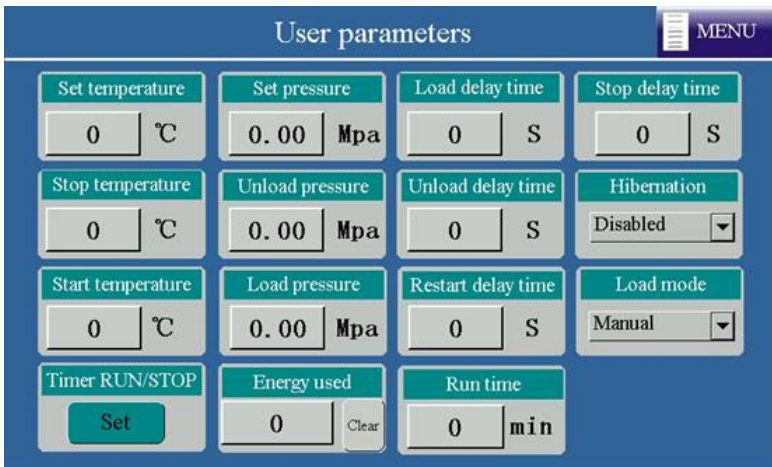 User parameters
MENU
Set temperature
0 ℃
Set pressure
0.00 Mpa
Load delay time
0 S
Stop delay time
0 S
Stop temperature
0 ℃
Unload pressure
0.00 Mpa
Unload delay time
0 S
Hibernation
Disabled
Start temperature
0 ℃
Load pressure
0.00 Mpa
Restart delay time
0 S
Load mode
Manual
Timer RUN/STOP
Set
Energy used
0 Clear
Run time
0 min